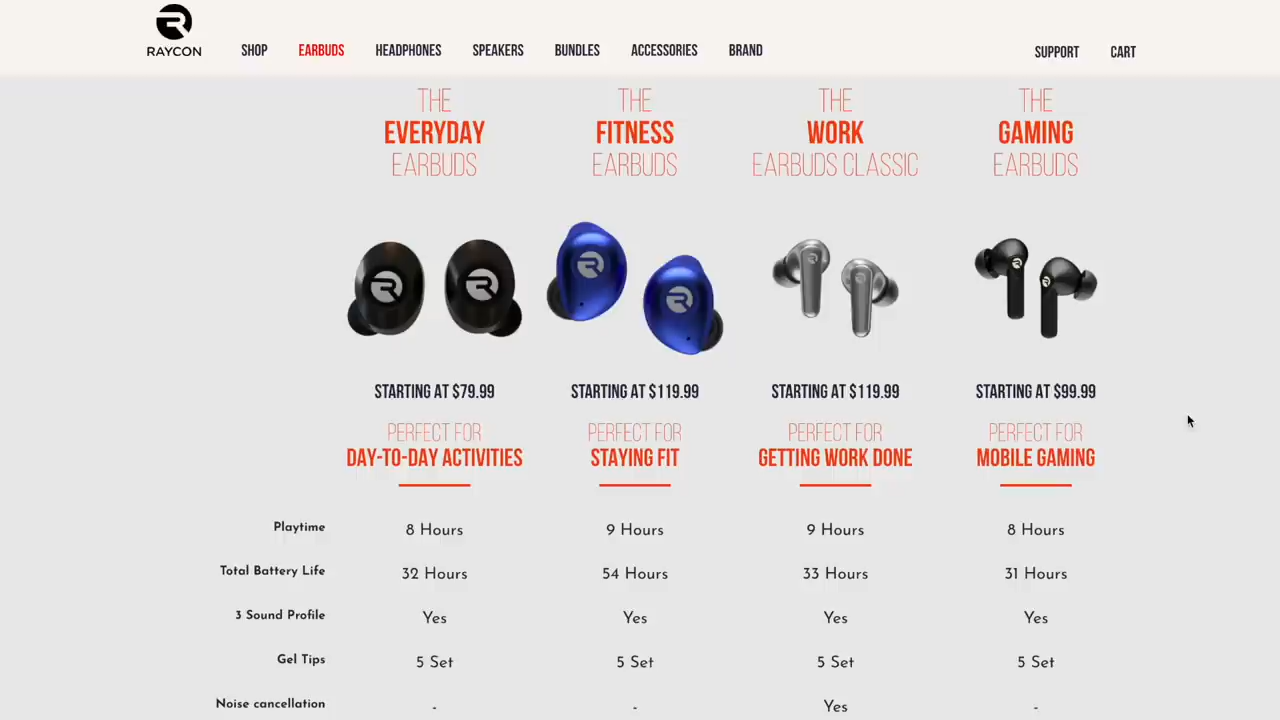 RAYCON
SHOP
EARBUDS
HEADPHONES
SPEAKERS
BUNDLES
ACCESSORIES
BRAND
SUPPORT
CART
THE
EVERYDAY
EARBUDS
THE
FITNESS
EARBUDS
THE
WORK
EARBUDS CLASSIC
THE
GAMING
EARBUDS
STARTING AT $79.99
STARTING AT $119.99
STARTING AT $119.99
STARTING AT $99.99
PERFECT FOR
DAY-TO-DAY ACTIVITIES
PERFECT FOR
STAYING FIT
PERFECT FOR
GETTING WORK DONE
PERFECT FOR
MOBILE GAMING
Playtime
8 Hours
9 Hours
9 Hours
8 Hours
Total Battery Life
32 Hours
54 Hours
33 Hours
31 Hours
3 Sound Profile
Yes
Yes
Yes
Yes
Gel Tips
5 Set
5 Set
5 Set
5 Set
Noise cancellation
-
-
Yes
-